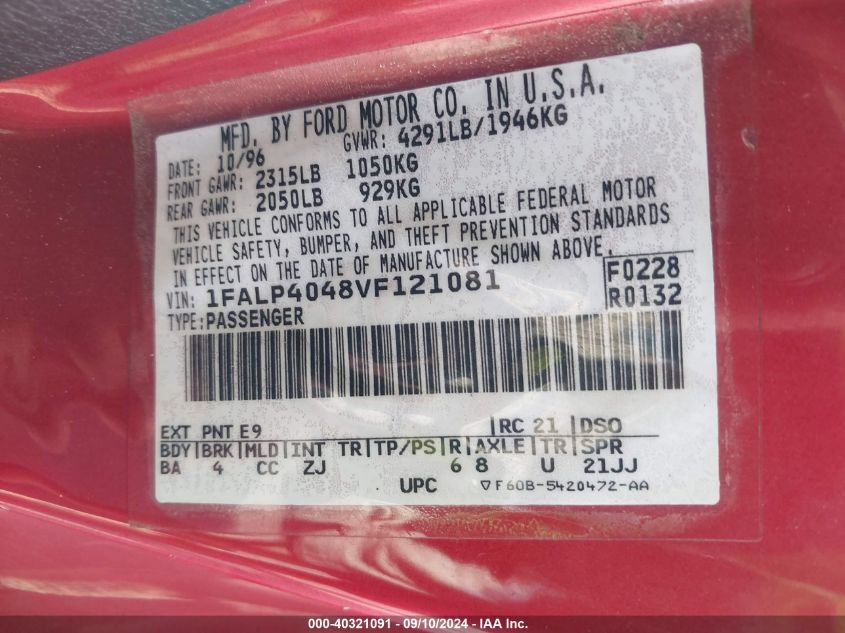 MFD. BY FORD MOTOR CO. IN U.S.A.
DATE: 10/96 GVWR: 4291LB/1946KG
FRONT GAWR: 2315LB 1050KG
REAR GAWR: 2050LB 929KG
THIS VEHICLE CONFORMS TO ALL APPLICABLE FEDERAL MOTOR
VEHICLE SAFETY, BUMPER, AND THEFT PREVENTION STANDARDS
IN EFFECT ON THE DATE OF MANUFACTURE SHOWN ABOVE.
VIN: 1FALP4048VF121081 F0228
TYPE: PASSENGER R0132
EXT PNT E9 RC 21 DSO
BDY BRK MLD INT TR TP/PS R AXLE TR SPR
BA 4 CC ZJ 6 8 U 21JJ
UPC ▽F60B-5420472-AA
000-40321091 - 09/10/2024 - IAA Inc.